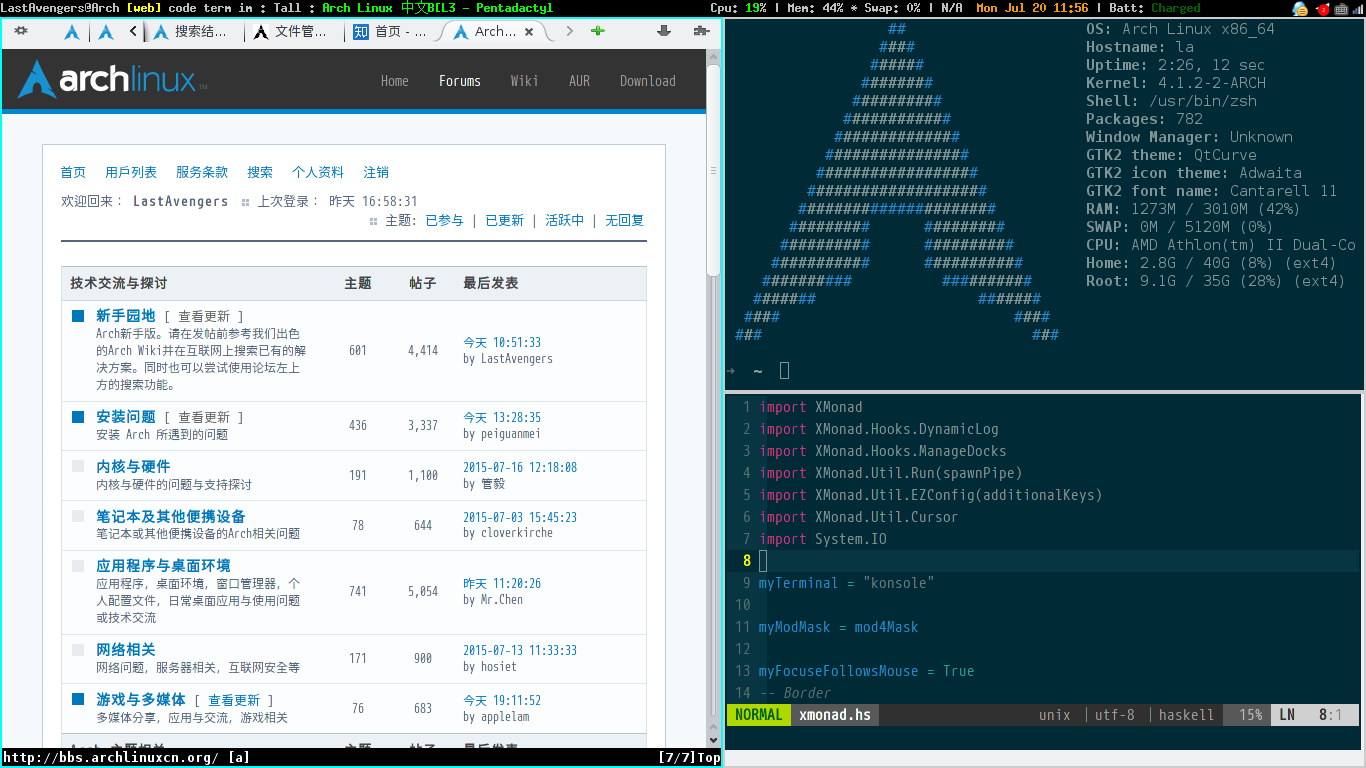 LastAvengers@Arch [web] code term im : Tall : Arch Linux 中文BIL3 - Pentadactyl
Cpu: 19% | Mem: 44% * Swap: 0% | N/A Mon Jul 20 11:56 | Batt: Charged
搜索结… 文件管… 知 首页 - … Arch…
archlinux™
Home Forums Wiki AUR Download
首页 用戶列表 服务条款 搜索 个人资料 注销
欢迎回来： LastAvengers 上次登录： 昨天 16:58:31
主题: 已参与 | 已更新 | 活跃中 | 无回复
技术交流与探讨 主题 帖子 最后发表
新手园地 [ 查看更新 ]
Arch新手版。请在发帖前参考我们出色
的Arch Wiki并在互联网上搜索已有的解
决方案。同时也可以尝试使用论坛左上
方的搜索功能。
601 4,414
今天 10:51:33
by LastAvengers
安装问题 [ 查看更新 ]
安装 Arch 所遇到的问题
436 3,337
今天 13:28:35
by peiguanmei
内核与硬件
内核与硬件的问题与支持探讨
191 1,100
2015-07-16 12:18:08
by 管毅
笔记本及其他便携设备
笔记本或其他便携设备的Arch相关问题
78 644
2015-07-03 15:45:23
by cloverkirche
应用程序与桌面环境
应用程序，桌面环境，窗口管理器，个
人配置文件，日常桌面应用与使用问题
或技术交流
741 5,054
昨天 11:20:26
by Mr.Chen
网络相关
网络问题，服务器相关，互联网安全等
171 900
2015-07-13 11:33:33
by hosiet
游戏与多媒体 [ 查看更新 ]
多媒体分享，应用与交流，游戏相关
76 683
今天 19:11:52
by applelam
Arch 主题相关 主题 帖子 最后发表
http://bbs.archlinuxcn.org/ [a] [7/7]Top
##
####
######
########
##########
############
##############
################
##################
####################
######################
######### #########
########## ##########
########### ###########
########## ##########
####### #######
#### ####
### ###
OS: Arch Linux x86_64
Hostname: la
Uptime: 2:26, 12 sec
Kernel: 4.1.2-2-ARCH
Shell: /usr/bin/zsh
Packages: 782
Window Manager: Unknown
GTK2 theme: QtCurve
GTK2 icon theme: Adwaita
GTK2 font name: Cantarell 11
RAM: 1273M / 3010M (42%)
SWAP: 0M / 5120M (0%)
CPU: AMD Athlon(tm) II Dual-Co
Home: 2.8G / 40G (8%) (ext4)
Root: 9.1G / 35G (28%) (ext4)
→ ~
1 import XMonad
2 import XMonad.Hooks.DynamicLog
3 import XMonad.Hooks.ManageDocks
4 import XMonad.Util.Run(spawnPipe)
5 import XMonad.Util.EZConfig(additionalKeys)
6 import XMonad.Util.Cursor
7 import System.IO
8
9 myTerminal = "konsole"
10
11 myModMask = mod4Mask
12
13 myFocuseFollowsMouse = True
14 -- Border
NORMAL xmonad.hs unix | utf-8 | haskell 15% LN 8:1